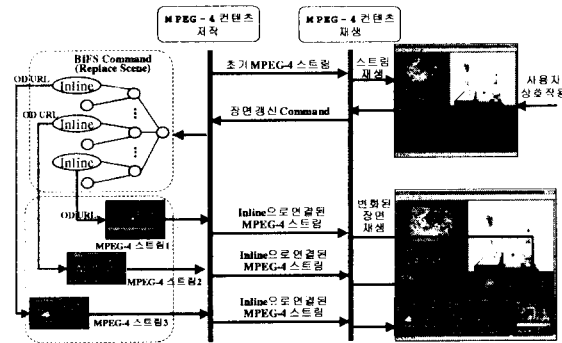 MPEG-4 컨텐츠
저작
MPEG-4 컨텐츠
재생
BIFS Command
(Replace Scene)
OD URL
Inline
OD URL
Inline
Inline
OD URL
초기 MPEG-4 스트림
장면갱신 Command
스트림
재생
사용자
상호작용
MPEG-4 스트림1
MPEG-4 스트림2
MPEG-4 스트림3
Inline으로연결된
MPEG-4 스트림
Inline으로연결된
MPEG-4 스트림
Inline으로연결된
MPEG-4 스트림
변화된
장면
재생